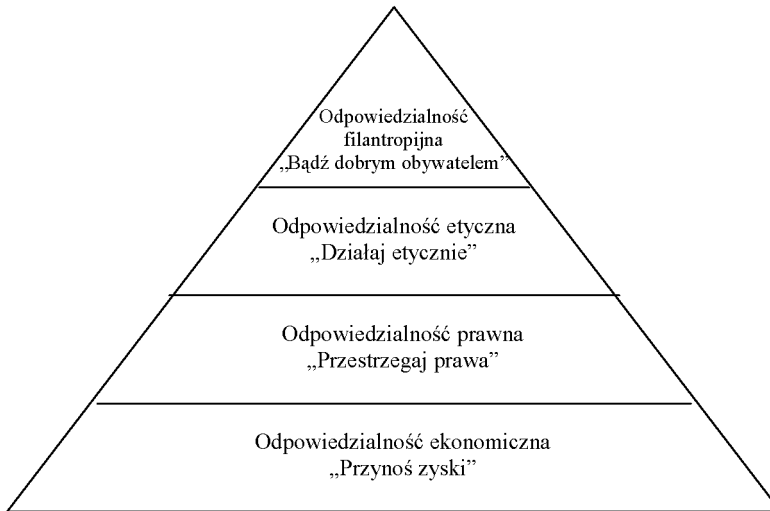 Odpowiedzialność
filantropijna
„Bądź dobrym obywatelem”
Odpowiedzialność etyczna
„Działaj etycznie”
Odpowiedzialność prawna
„Przestrzegaj prawa”
Odpowiedzialność ekonomiczna
„Przynoś zyski”